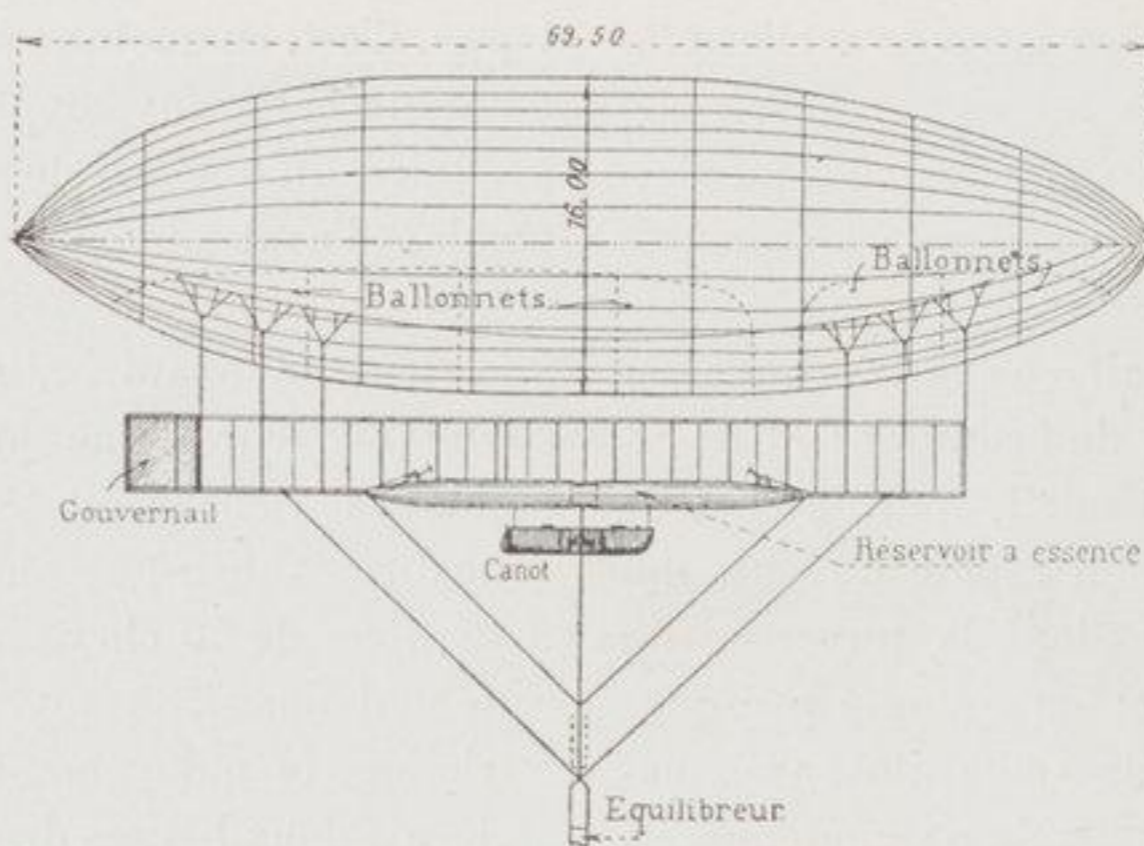 69,50
16,00
Ballonnets
Ballonnets
Gouvernail
Canot
Réservoir a essence
Equilibreur